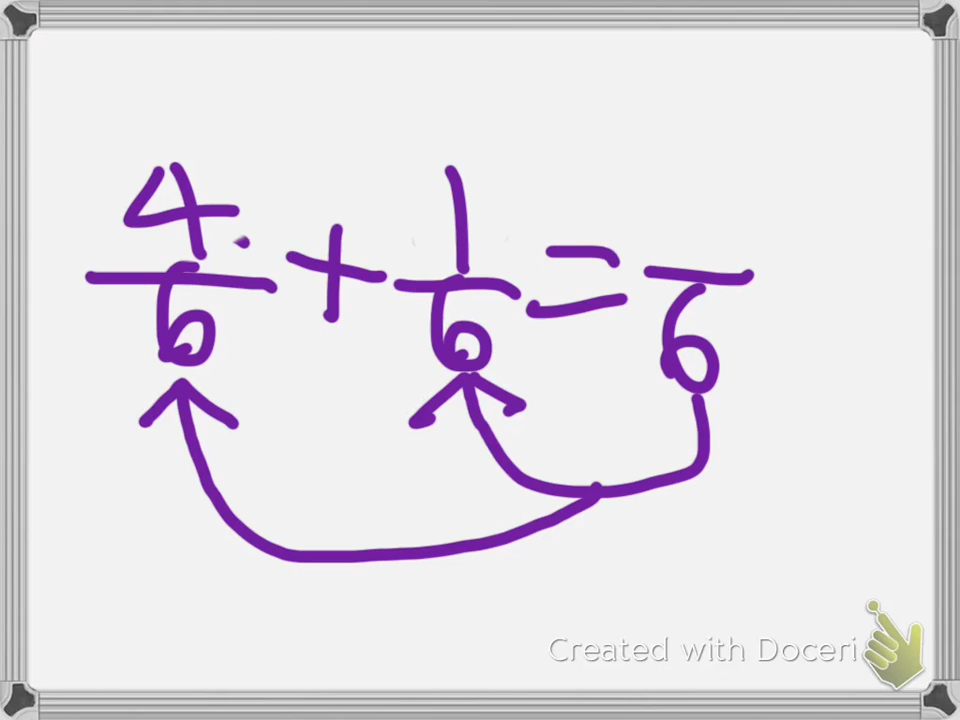 4/6 + 1/6 = /6
Created with Doceri